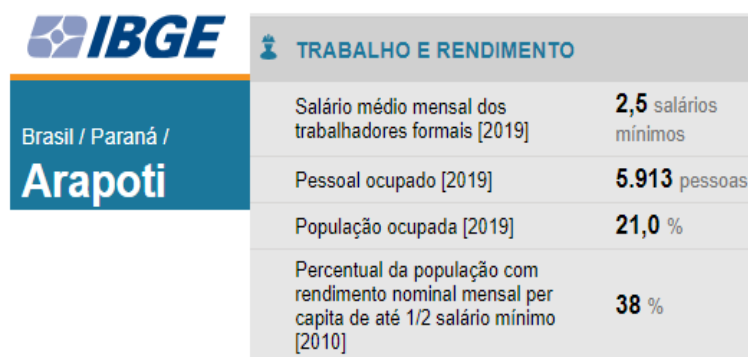 IBGE
Brasil / Paraná /
Arapoti
TRABALHO E RENDIMENTO
Salário médio mensal dos
trabalhadores formais [2019]
2,5 salários
mínimos
Pessoal ocupado [2019]
5.913 pessoas
População ocupada [2019]
21,0 %
Percentual da população com
rendimento nominal mensal per
capita de até 1/2 salário mínimo
[2010]
38 %